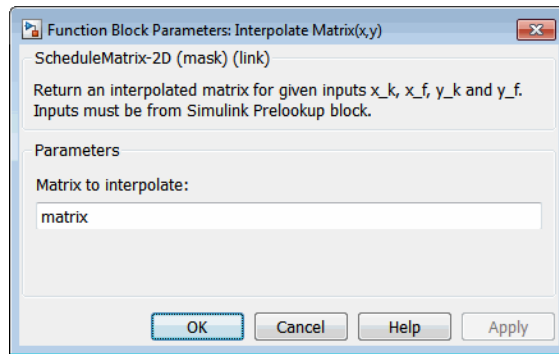 Function Block Parameters: Interpolate Matrix(x,y)
ScheduleMatrix-2D (mask) (link)
Return an interpolated matrix for given inputs x_k, x_f, y_k and y_f.
Inputs must be from Simulink Prelookup block.
Parameters
Matrix to interpolate:
matrix
OK Cancel Help Apply